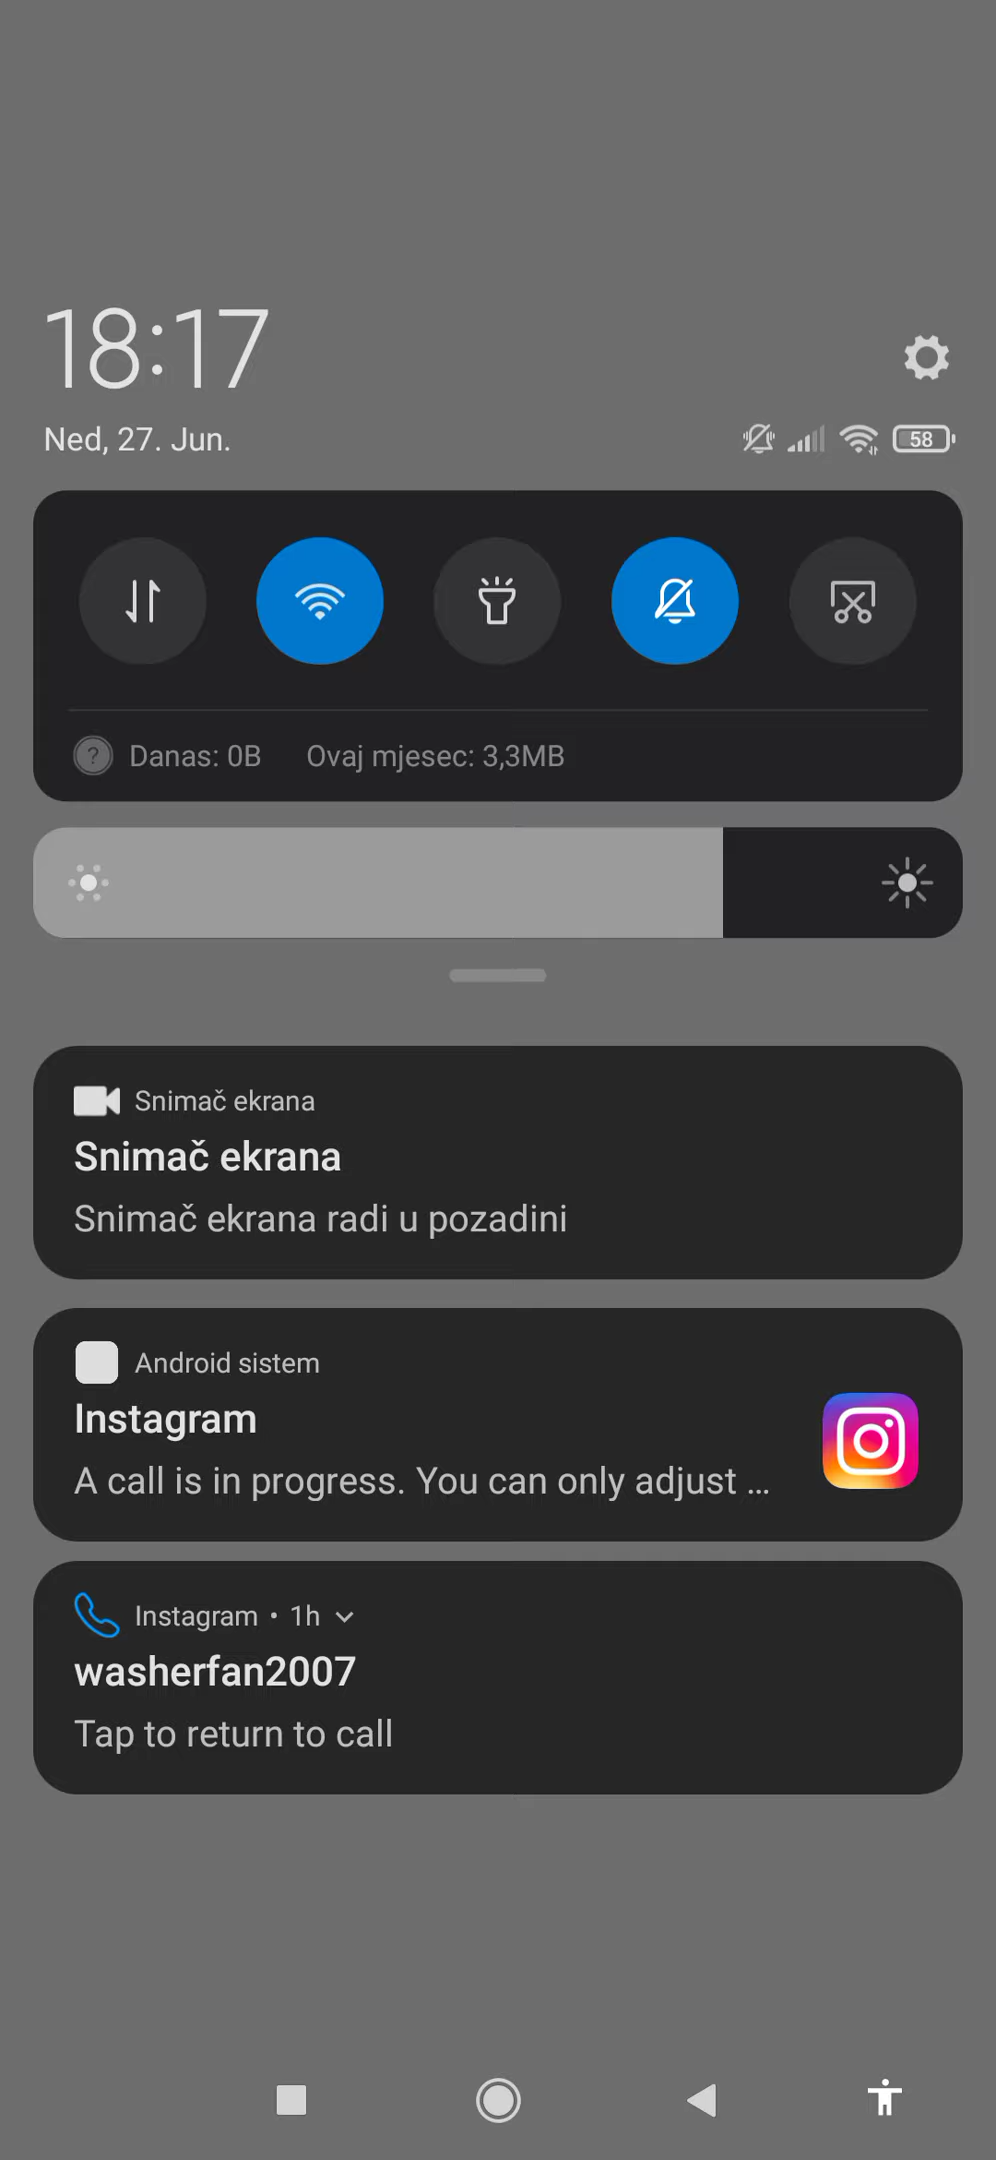 18:17
Ned, 27. Jun.
58
Danas: 0B Ovaj mjesec: 3,3MB
Snimač ekrana
Snimač ekrana
Snimač ekrana radi u pozadini
Android sistem
Instagram
A call is in progress. You can only adjust ...
Instagram • 1h
washerfan2007
Tap to return to call